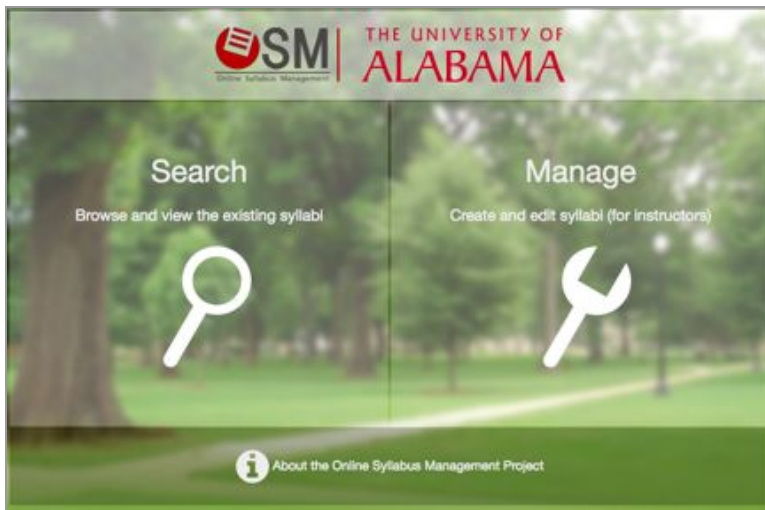 SM
Online Syllabus Management
THE UNIVERSITY OF
ALABAMA
Search
Browse and view the existing syllabi
Manage
Create and edit syllabi (for instructors)
i About the Online Syllabus Management Project